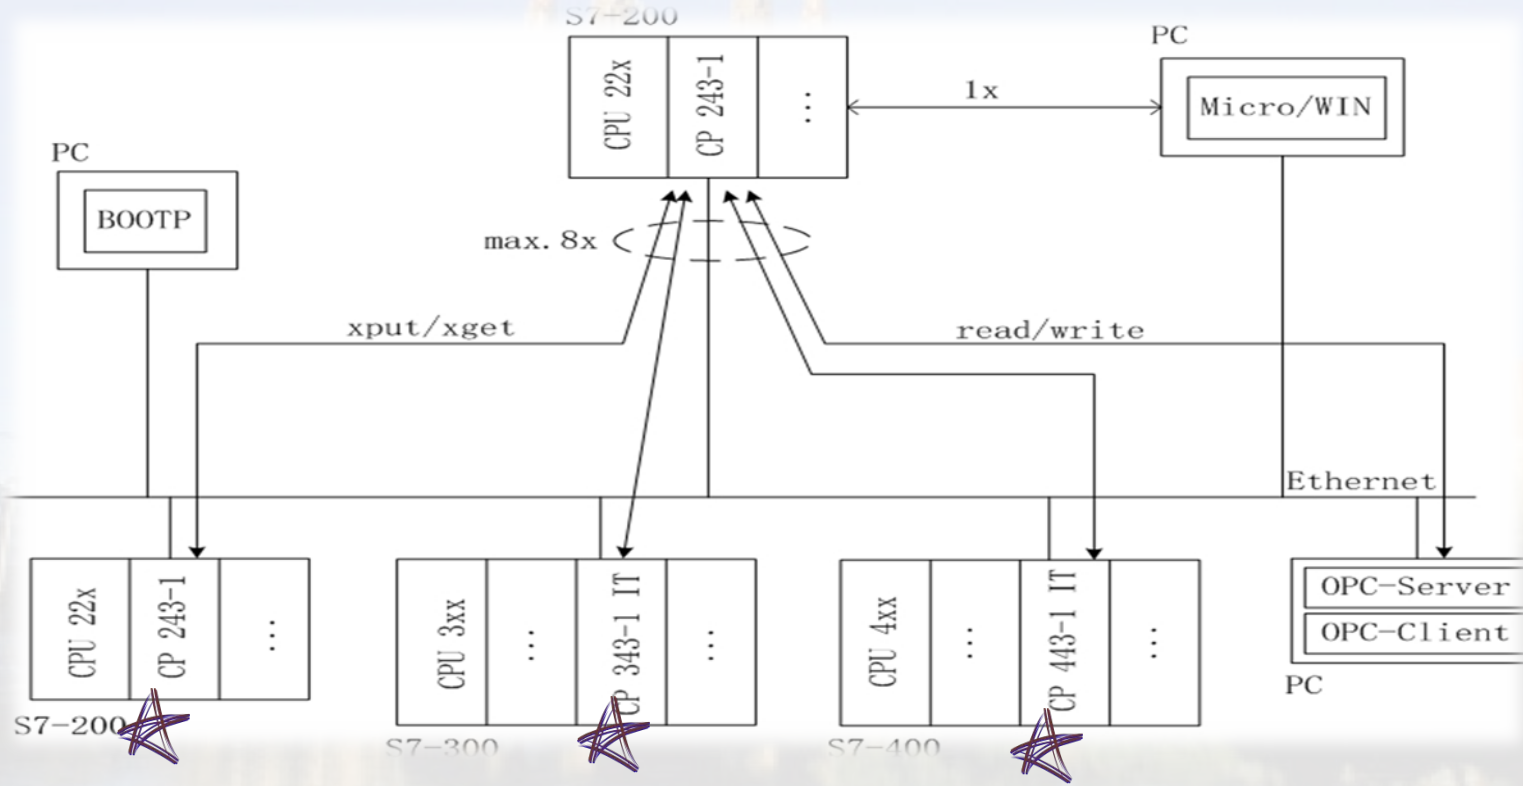 S7-200
CPU 22x
CP 243-1
...
1x
PC
Micro/WIN
PC
BOOTP
max. 8x
xput/xget
read/write
Ethernet
CPU 22x
CP 243-1
...
S7-200
CPU 3xx
...
CP 343-1 IT
...
S7-300
CPU 4xx
...
CP 443-1 IT
...
S7-400
OPC-Server
OPC-Client
PC